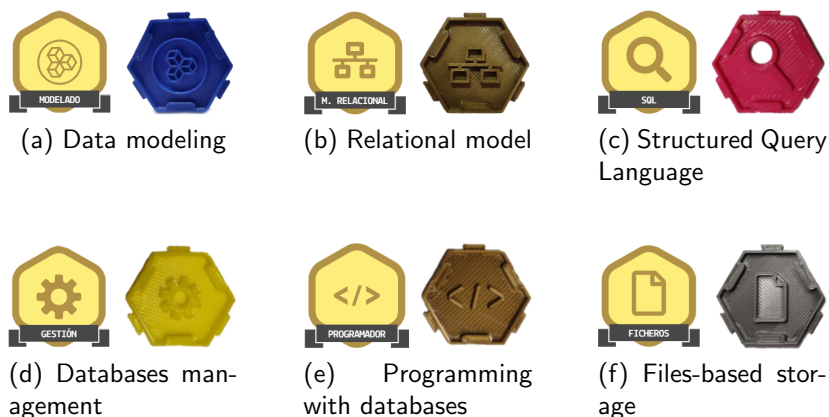 MODELADO
M. RELACIONAL
SQL
(a) Data modeling
(b) Relational model
(c) Structured Query
Language
GESTIÓN
</>
PROGRAMADOR
</>
FICHEROS
(d) Databases man-
agement
(e) Programming
with databases
(f) Files-based stor-
age